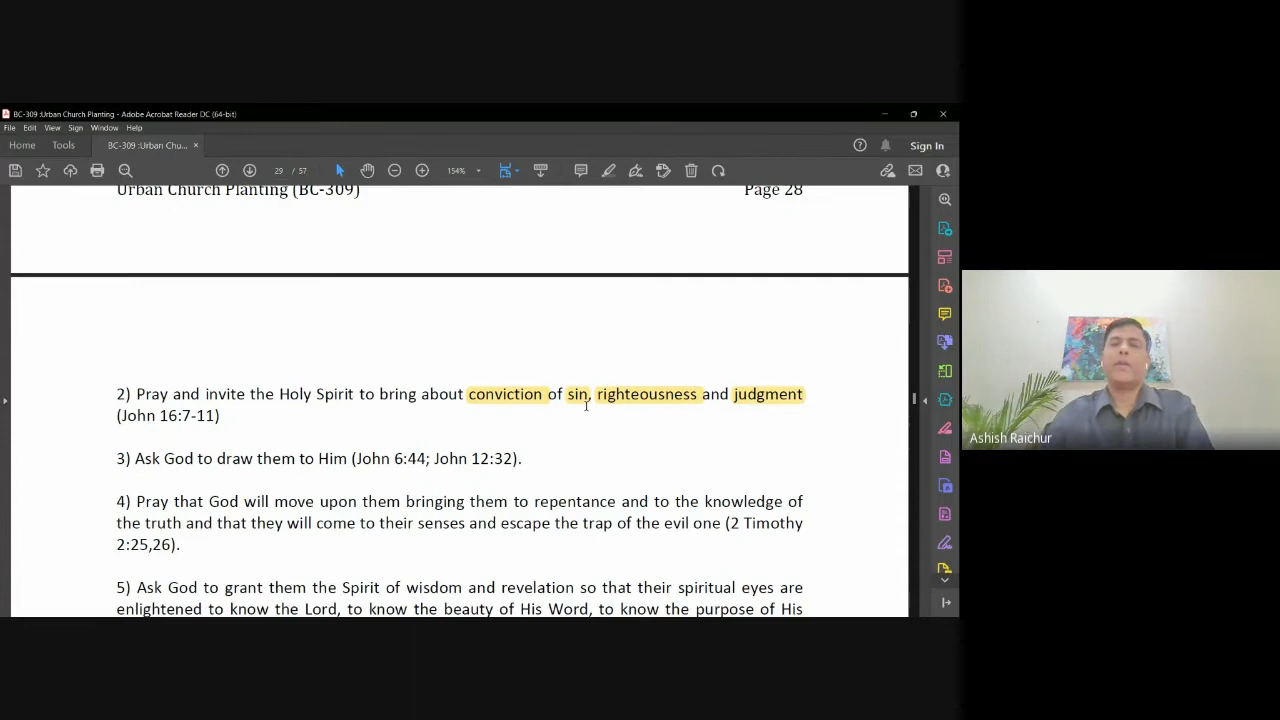 BC-309 :Urban Church Planting - Adobe Acrobat Reader DC (64-bit)
File Edit View Sign Window Help
Home Tools BC-309 :Urban Chu... × Sign In
29 / 57 154%
Urban Church Planting (BC-309) Page 28
2) Pray and invite the Holy Spirit to bring about conviction of sin, righteousness and judgment
(John 16:7-11)
3) Ask God to draw them to Him (John 6:44; John 12:32).
4) Pray that God will move upon them bringing them to repentance and to the knowledge of
the truth and that they will come to their senses and escape the trap of the evil one (2 Timothy
2:25,26).
5) Ask God to grant them the Spirit of wisdom and revelation so that their spiritual eyes are
enlightened to know the Lord, to know the beauty of His Word, to know the purpose of His
Ashish Raichur